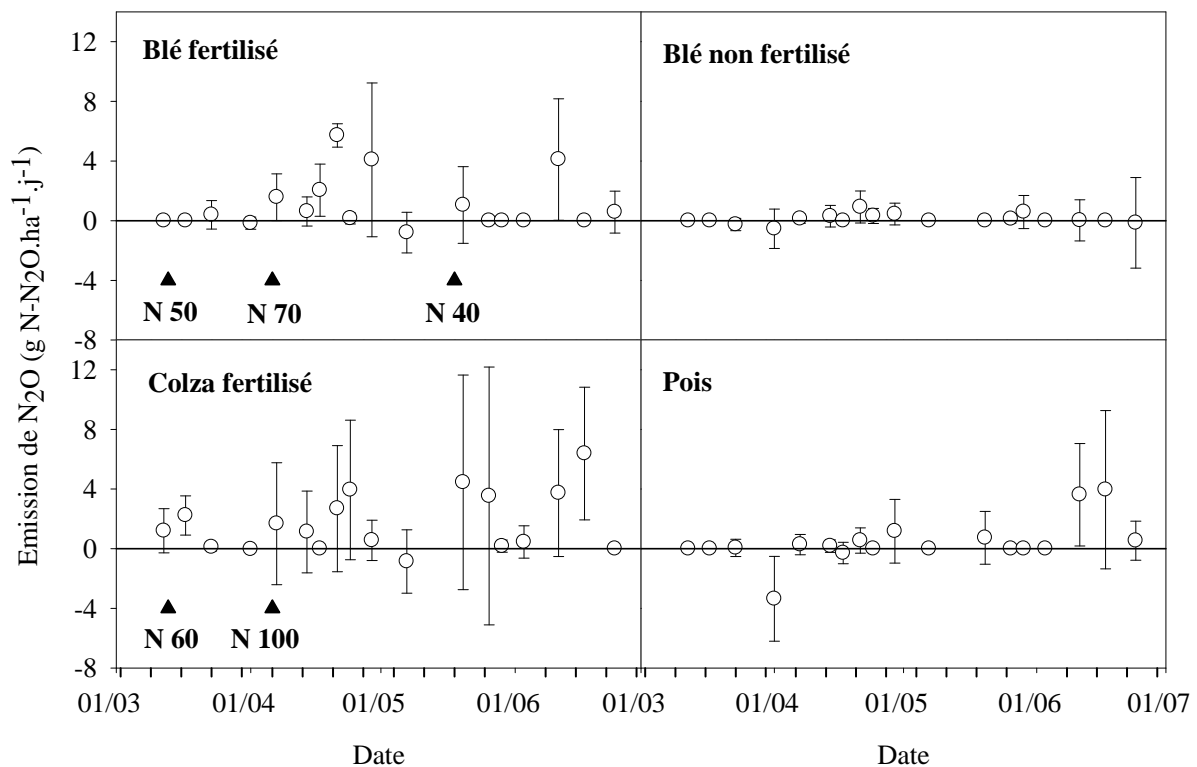 Emission de N₂O (g N-N₂O.ha⁻¹.j⁻¹)
12
8
4
0
-4
-8
12
8
4
0
-4
-8
Blé fertilisé
N 50
N 70
N 40
Blé non fertilisé
Colza fertilisé
N 60
N 100
Pois
01/03
01/04
01/05
01/06
01/03
01/04
01/05
01/06
01/07
Date
Date